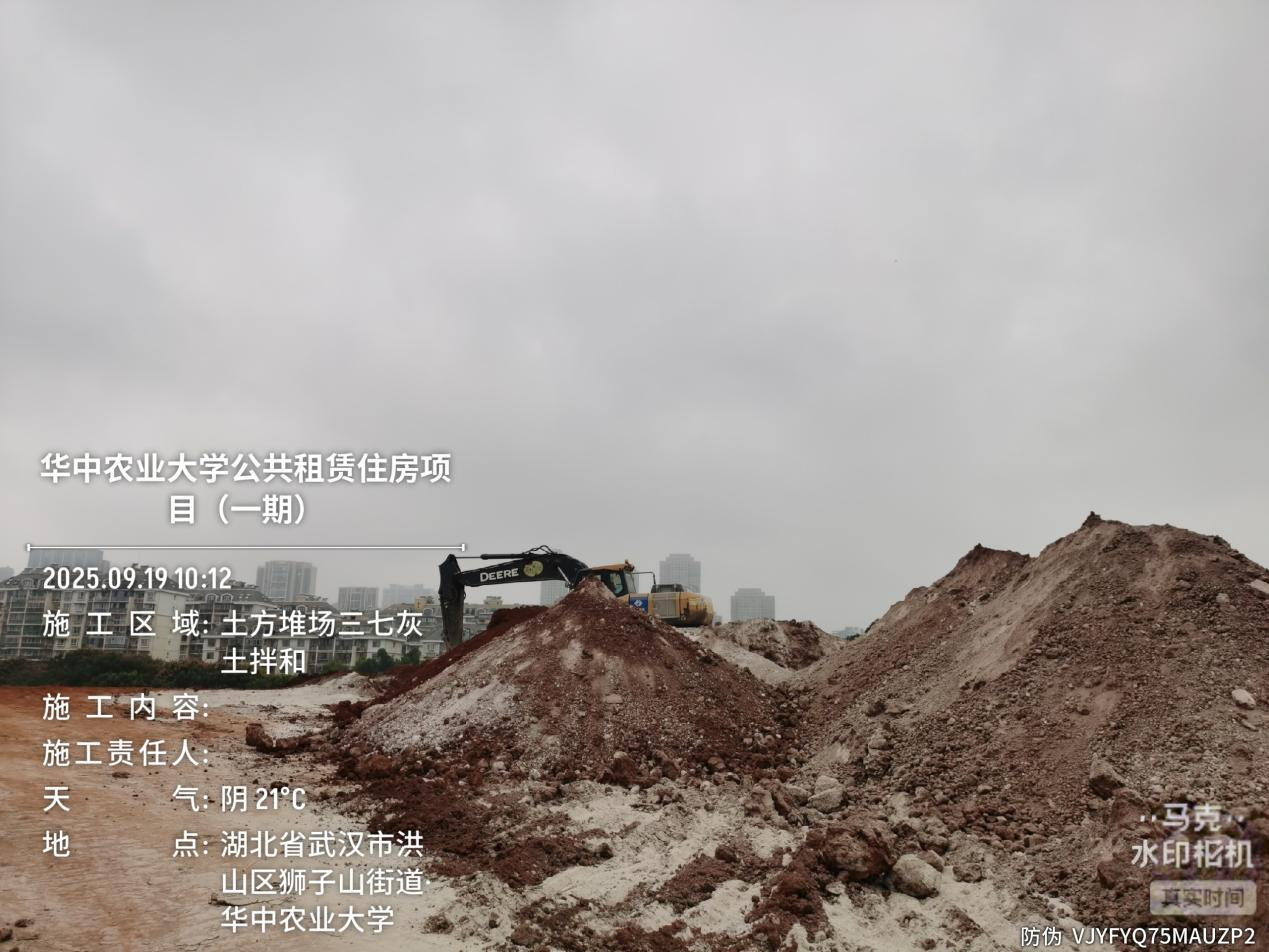 华中农业大学公共租赁住房项
目（一期）
2025.09.19 10:12
施工区域: 土方堆场三七灰
土拌和
施工内容:
施工责任人:
天气: 阴 21°C
地点: 湖北省武汉市洪
山区狮子山街道·
华中农业大学
DEERE
马克
水印相机
真实时间
防伪 VJYFYQ75MAUZP2